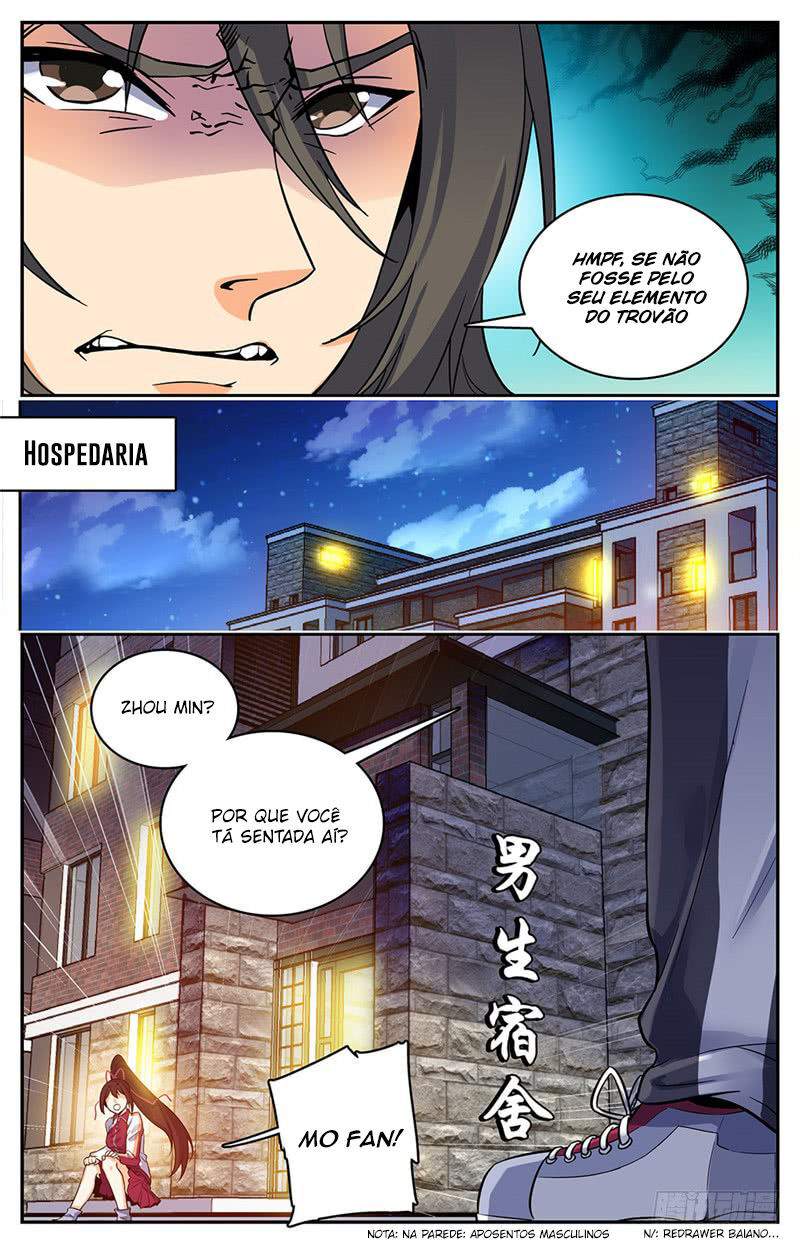 HMPF, SE NÃO
FOSSE PELO
SEU ELEMENTO
DO TROVÃO
HOSPEDARIA
ZHOU MIN?
POR QUE VOCÊ
TÁ SENTADA AÍ?
男生宿舍
MO FAN!
NOTA: NA PAREDE: APOSENTOS MASCULINOS
N/: REDRAWER BAIANO...